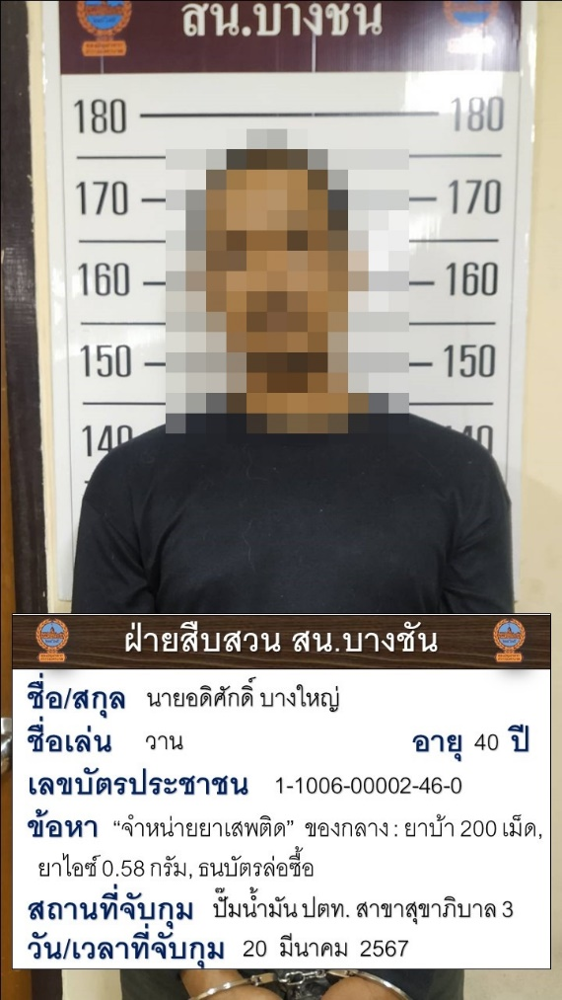 สน.บางชัน
180 180
170 170
160 160
150 150
140 40
ฝ่ายสืบสวน สน.บางชัน
ชื่อ/สกุล นายอดิศักดิ์ บางใหญ่
ชื่อเล่น วาน อายุ 40 ปี
เลขบัตรประชาชน 1-1006-00002-46-0
ข้อหา “จำหน่ายยาเสพติด” ของกลาง : ยาบ้า 200 เม็ด,
ยาไอซ์ 0.58 กรัม, ธนบัตรล่อซื้อ
สถานที่จับกุม ปั๊มน้ำมัน ปตท. สาขาสุขาภิบาล 3
วัน/เวลาที่จับกุม 20 มีนาคม 2567